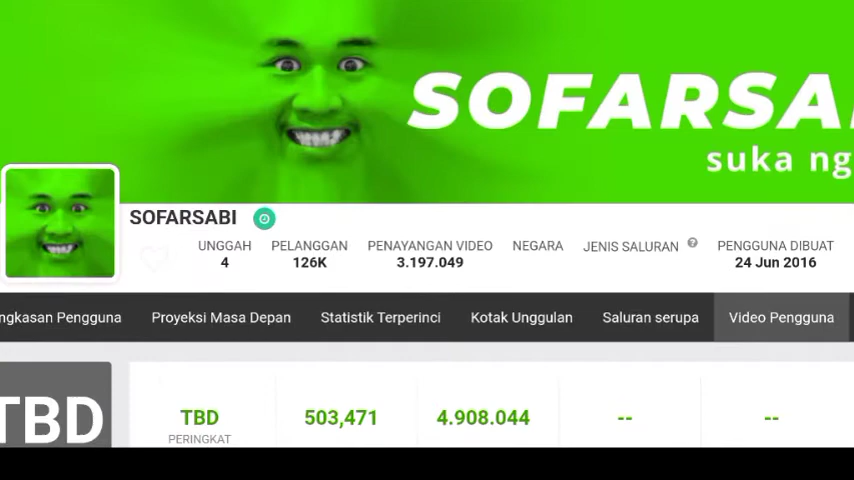 SOFARSA
suka ng
SOFARSABI
UNGGAH PELANGGAN PENAYANGAN VIDEO NEGARA JENIS SALURAN ? PENGGUNA DIBUAT
4 126K 3.197.049 24 Jun 2016
ngkasan Pengguna Proyeksi Masa Depan Statistik Terperinci Kotak Unggulan Saluran serupa Video Pengguna
TBD TBD 503,471 4.908.044 -- --
PERINGKAT